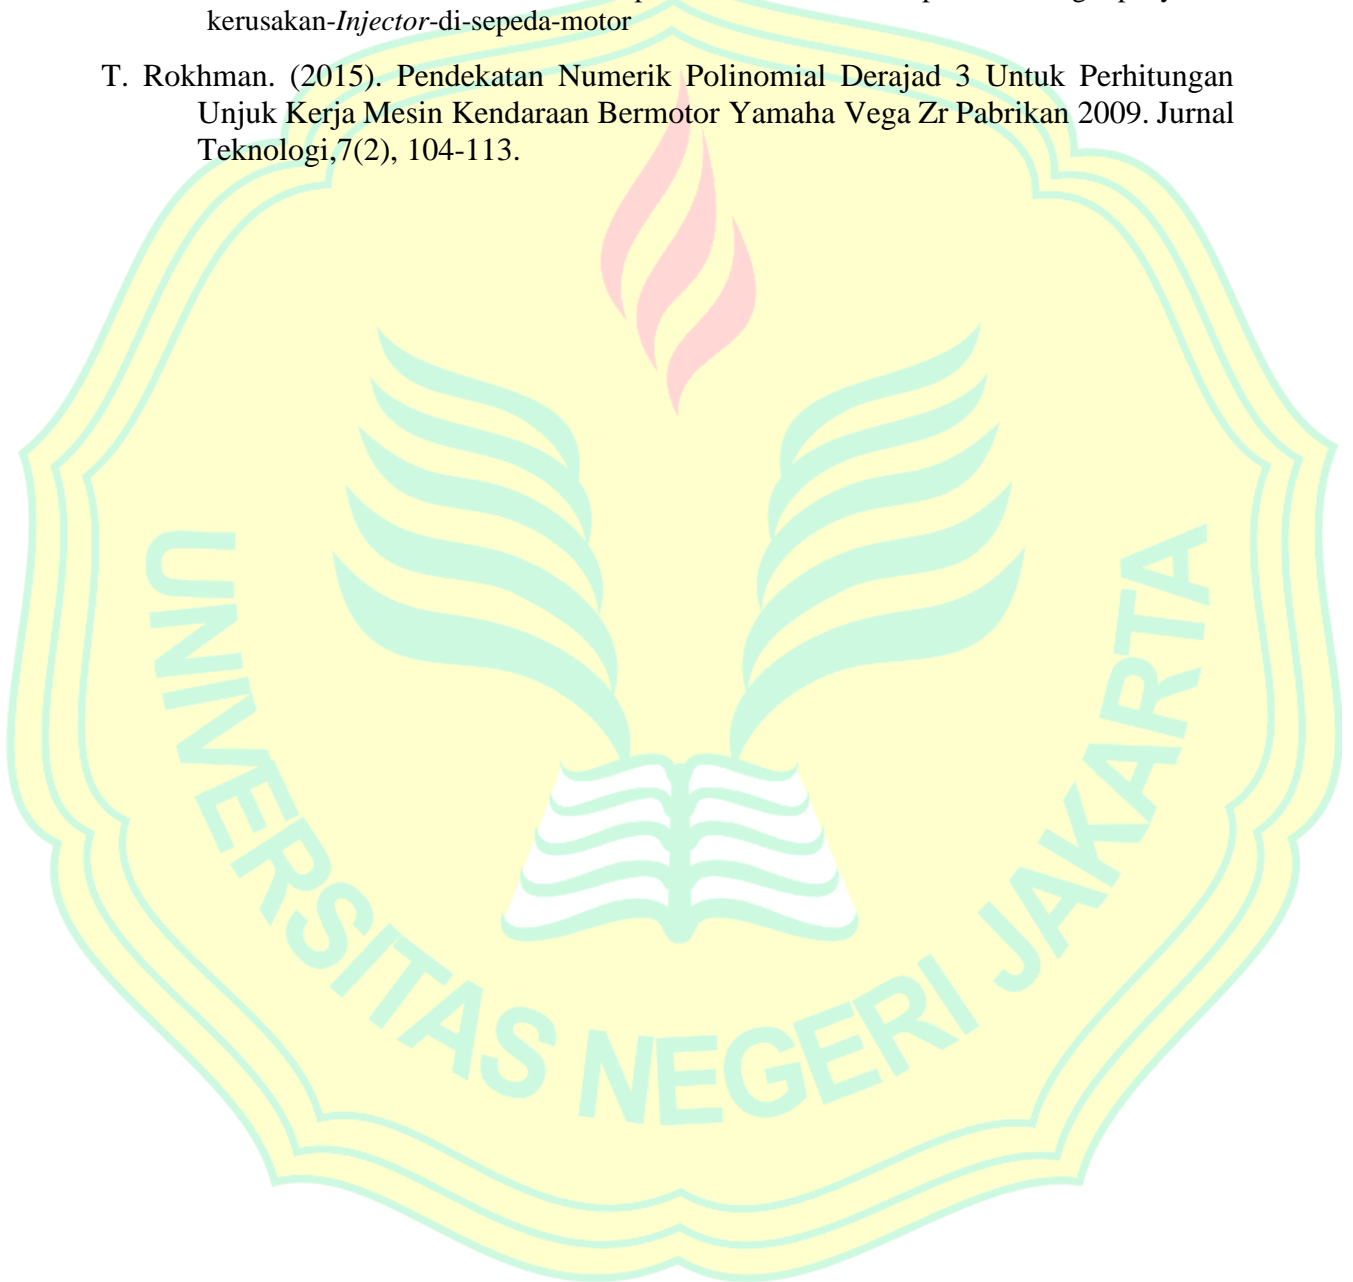 kerusakan-Injector-di-sepeda-motor
T. Rokhman. (2015). Pendekatan Numerik Polinomial Derajad 3 Untuk Perhitungan
Unjuk Kerja Mesin Kendaraan Bermotor Yamaha Vega Zr Pabrikan 2009. Jurnal
Teknologi,7(2), 104-113.
UNIVERSITAS NEGERI JAKARTA